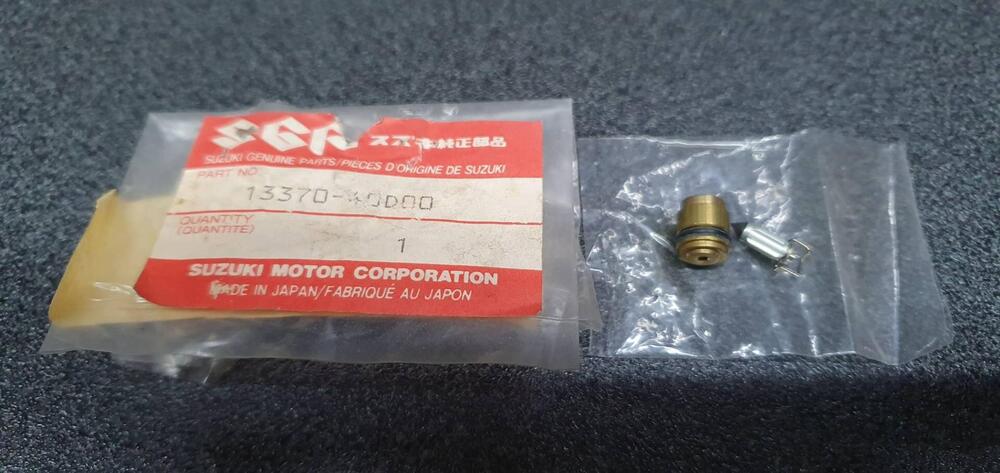 SGP スズキ純正部品
SUZUKI GENUINE PARTS/PIÈCES D'ORIGINE DE SUZUKI
PART NO.
13370-40D00
QUANTITY
(QUANTITE)
1
SUZUKI MOTOR CORPORATION
MADE IN JAPAN/FABRIQUÉ AU JAPON